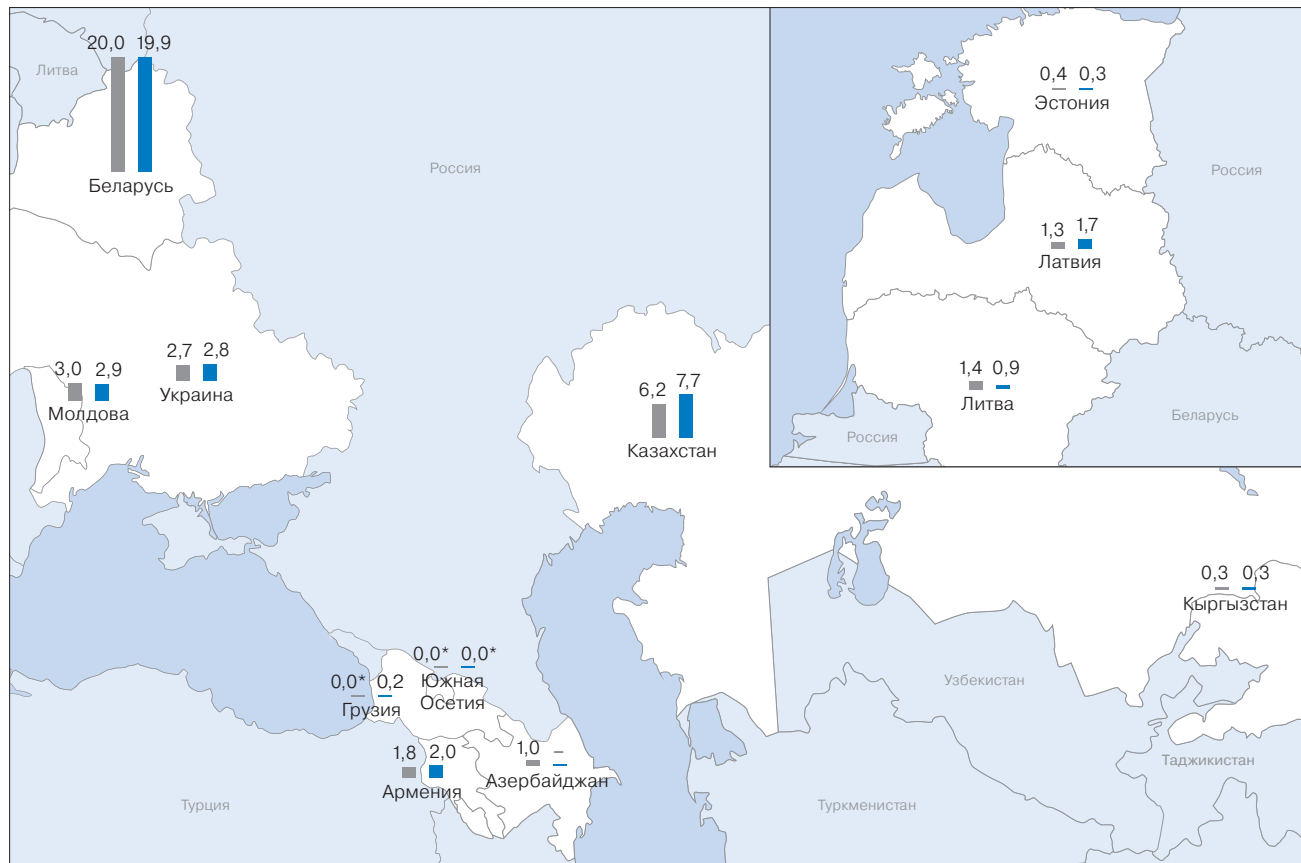 20,0 19,9
Литва
Беларусь
Россия
0,4 0,3
Эстония
Россия
1,3 1,7
Латвия
1,4 0,9
Литва
Беларусь
Россия
2,7 2,8
Украина
3,0 2,9
Молдова
6,2 7,7
Казахстан
0,3 0,3
Кыргызстан
0,0* 0,0*
Южная
Осетия
0,0* 0,2
Грузия
Узбекистан
1,8 2,0
Армения
1,0 –
Азербайджан
Таджикистан
Турция
Туркменистан